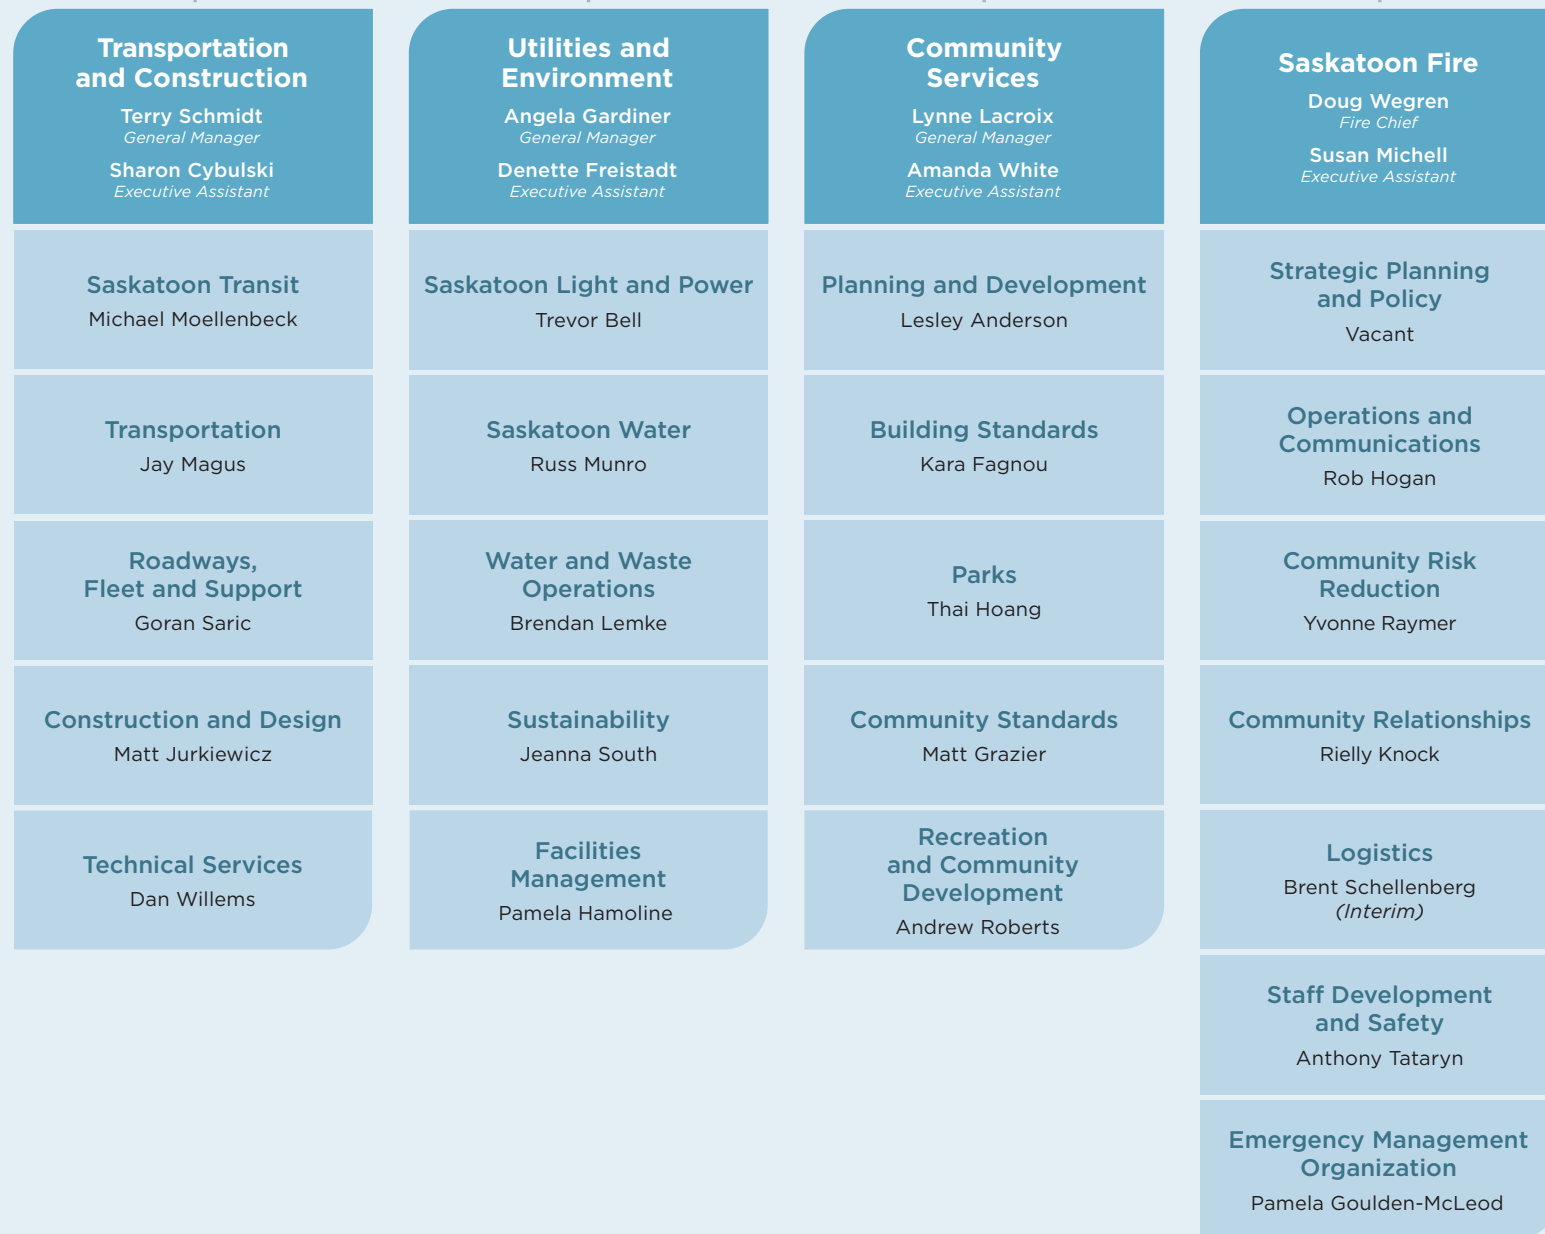 Transportation
and Construction
Terry Schmidt
General Manager
Sharon Cybulski
Executive Assistant
Saskatoon Transit
Michael Moellenbeck
Transportation
Jay Magus
Roadways,
Fleet and Support
Goran Saric
Construction and Design
Matt Jurkiewicz
Technical Services
Dan Willems
Utilities and
Environment
Angela Gardiner
General Manager
Denette Freistadt
Executive Assistant
Saskatoon Light and Power
Trevor Bell
Saskatoon Water
Russ Munro
Water and Waste
Operations
Brendan Lemke
Sustainability
Jeanna South
Facilities
Management
Pamela Hamoline
Community
Services
Lynne Lacroix
General Manager
Amanda White
Executive Assistant
Planning and Development
Lesley Anderson
Building Standards
Kara Fagnou
Parks
Thai Hoang
Community Standards
Matt Grazier
Recreation
and Community
Development
Andrew Roberts
Saskatoon Fire
Doug Wegren
Fire Chief
Susan Michell
Executive Assistant
Strategic Planning
and Policy
Vacant
Operations and
Communications
Rob Hogan
Community Risk
Reduction
Yvonne Raymer
Community Relationships
Rielly Knock
Logistics
Brent Schellenberg
(Interim)
Staff Development
and Safety
Anthony Tataryn
Emergency Management
Organization
Pamela Goulden-McLeod